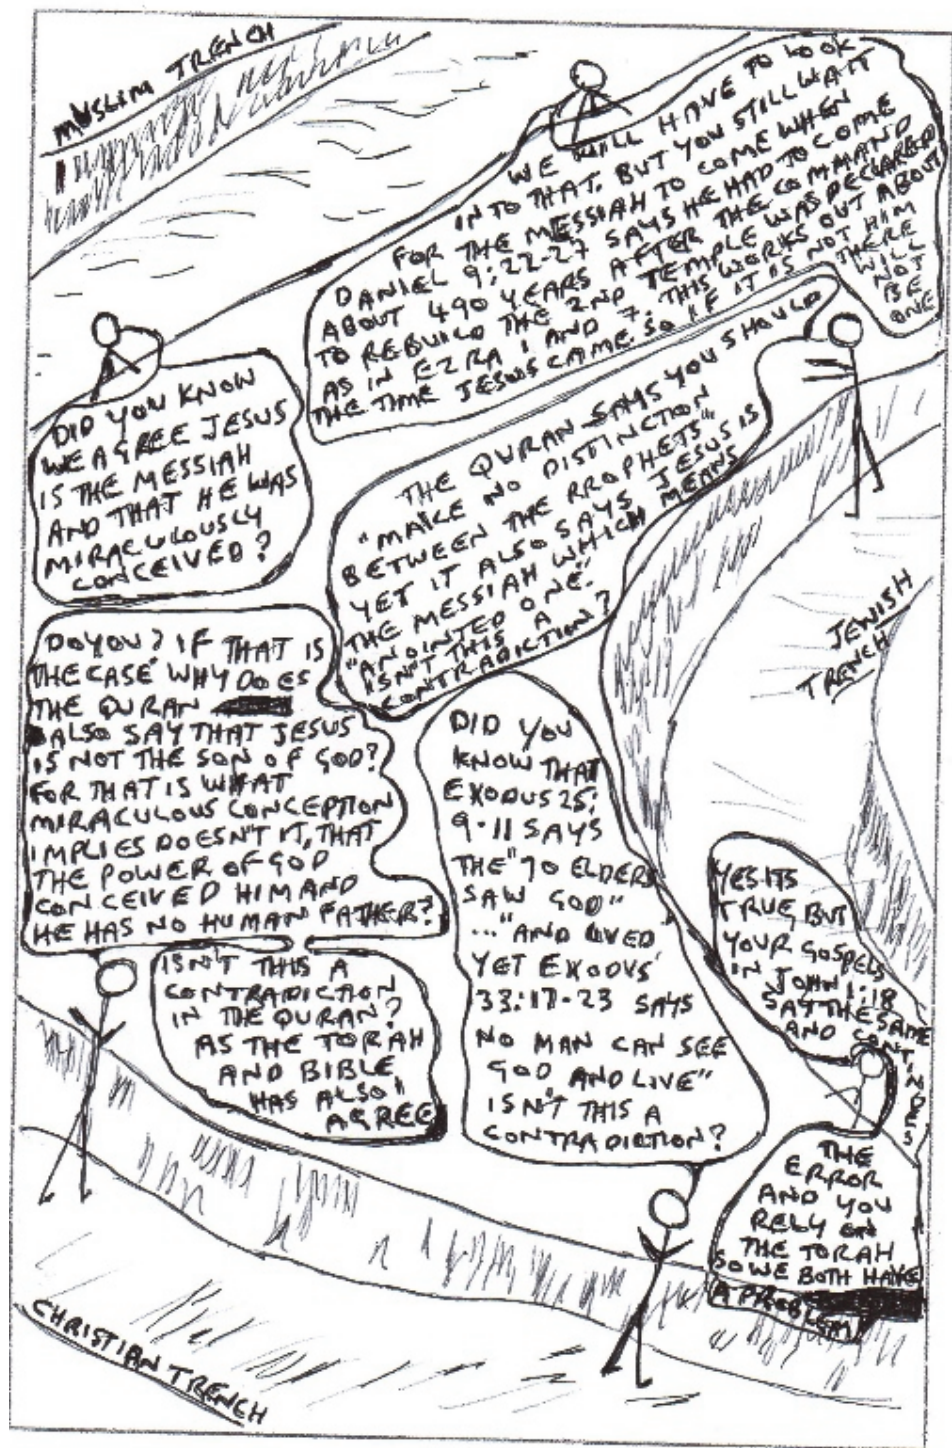 MUSLIM TRENCH
WE WILL HAVE TO LOOK
INTO THAT. BUT YOU STILL WAIT
FOR THE MESSIAH TO COME WHEN
DANIEL 9:22-27 SAYS HE HAD TO COME
ABOUT 490 YEARS AFTER THE COMMAND
TO REBUILD THE 2ND TEMPLE WAS DECLARED
AS IN EZRA 1 AND 7. THIS WORKS OUT ABOUT
THE TIME JESUS CAME. SO IF IT IS NOT HIM
THERE
WILL
NOT
BE
ONE
DID YOU KNOW
WE AGREE JESUS
IS THE MESSIAH
AND THAT HE WAS
MIRACULOUSLY
CONCEIVED?
THE QURAN SAYS YOU SHOULD
"MAKE NO DISTINCTION
BETWEEN THE RROPHETS"
YET IT ALSO SAYS JESUS IS
THE MESSIAH WHICH MEANS
"ANOINTED ONE."
ISN'T THIS A
CONTRADICTION?
JEWISH
TRENCH
DO YOU? IF THAT IS
THE CASE WHY DOES
THE QURAN
ALSO SAY THAT JESUS
IS NOT THE SON OF GOD?
FOR THAT IS WHAT
MIRACULOUS CONCEPTION
IMPLIES DOESN'T IT, THAT
THE POWER OF GOD
CONCEIVED HIM AND
HE HAS NO HUMAN FATHER?
ISN'T THIS A
CONTRADICTION
IN THE QURAN?
AS THE TORAH
AND BIBLE
HAS ALSO"
AGREE
DID YOU
KNOW THAT
EXODUS 25:
9-11 SAYS
THE "70 ELDERS
SAW GOD"
..."AND LIVED
YET EXODUS
33:17-23 SAYS
NO MAN CAN SEE
GOD AND LIVE"
ISN'T THIS A
CONTRADICTION?
YES ITS
TRUE BUT
YOUR GOSPELS
IN JOHN 1:18
SAY THE SAME
AND CONTINDES
THE
ERROR
AND YOU
RELY ON
THE TORAH
SO WE BOTH HAVE
A PROBLEM!
CHRISTIAN TRENCH